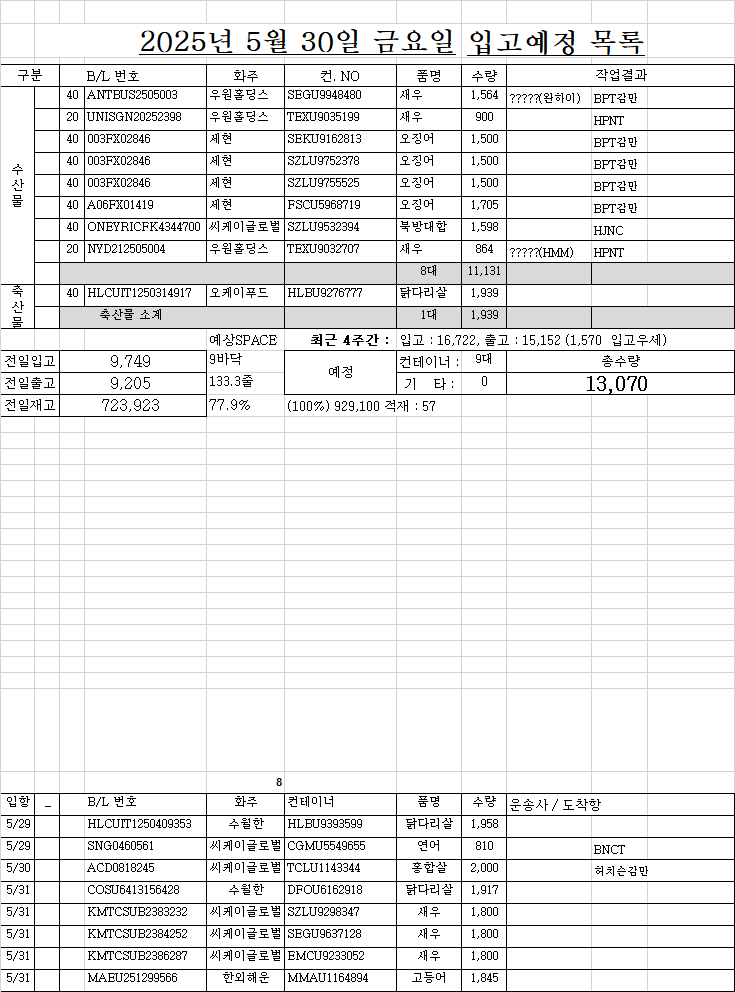 2025년 5월 30일 금요일 입고예정 목록
구분 B/L 번호 화주 컨. NO 품명 수량 작업결과
수산물
40 ANTBUS2505003 우원홀딩스 SEGU9948480 새우 1,564 ?????(완하이) BPT감만
20 UNISGN20252398 우원홀딩스 TEXU9035199 새우 900 HPNT
40 003FX02846 세현 SEKU9162813 오징어 1,500 BPT감만
40 003FX02846 세현 SZLU9752378 오징어 1,500 BPT감만
40 003FX02846 세현 SZLU9755525 오징어 1,500 BPT감만
40 A06FX01419 세현 FSCU5968719 오징어 1,705 BPT감만
40 ONEYRICFK4344700 씨케이글로벌 SZLU9532394 북방대합 1,598 HJNC
20 NYD212505004 우원홀딩스 TEXU9032707 새우 864 ?????(HMM) HPNT
8대 11,131
축산물
40 HLCUIT1250314917 오케이푸드 HLBU9276777 닭다리살 1,939
축산물 소계 1대 1,939
예상SPACE 최근 4주간 : 입고 : 16,722, 출고 : 15,152 (1,570 입고우세)
전일입고 9,749 9바닥 예정 컨테이너 : 9대 총수량
전일출고 9,205 133.3줄 기 타 : 0 13,070
전일재고 723,923 77.9% (100%) 929,100 적재 : 57
8
입항 _ B/L 번호 화주 컨테이너 품명 수량 운송사 / 도착항
5/29 HLCUIT1250409353 수월한 HLBU9393599 닭다리살 1,958
5/29 SNG0460561 씨케이글로벌 CGMU5549655 연어 810 BNCT
5/30 ACD0818245 씨케이글로벌 TCLU1143344 홍합살 2,000 허치슨감만
5/31 COSU6413156428 수월한 DFOU6162918 닭다리살 1,917
5/31 KMTCSUB2383232 씨케이글로벌 SZLU9298347 새우 1,800
5/31 KMTCSUB2384252 씨케이글로벌 SEGU9637128 새우 1,800
5/31 KMTCSUB2386287 씨케이글로벌 EMCU9233052 새우 1,800
5/31 MAEU251299566 한외해운 MMAU1164894 고등어 1,845